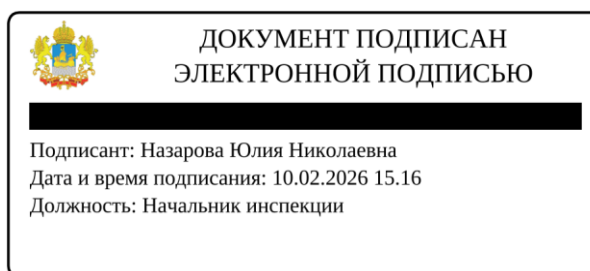 ДОКУМЕНТ ПОДПИСАН
ЭЛЕКТРОННОЙ ПОДПИСЬЮ
Подписант: Назарова Юлия Николаевна
Дата и время подписания: 10.02.2026 15.16
Должность: Начальник инспекции